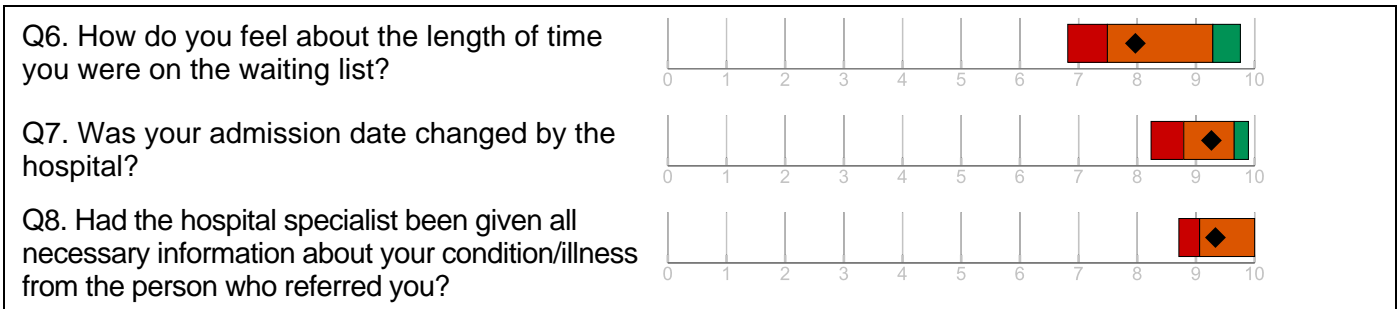 Q6. How do you feel about the length of time
you were on the waiting list?
0 1 2 3 4 5 6 7 8 9 10
Q7. Was your admission date changed by the
hospital?
0 1 2 3 4 5 6 7 8 9 10
Q8. Had the hospital specialist been given all
necessary information about your condition/illness
from the person who referred you?
0 1 2 3 4 5 6 7 8 9 10